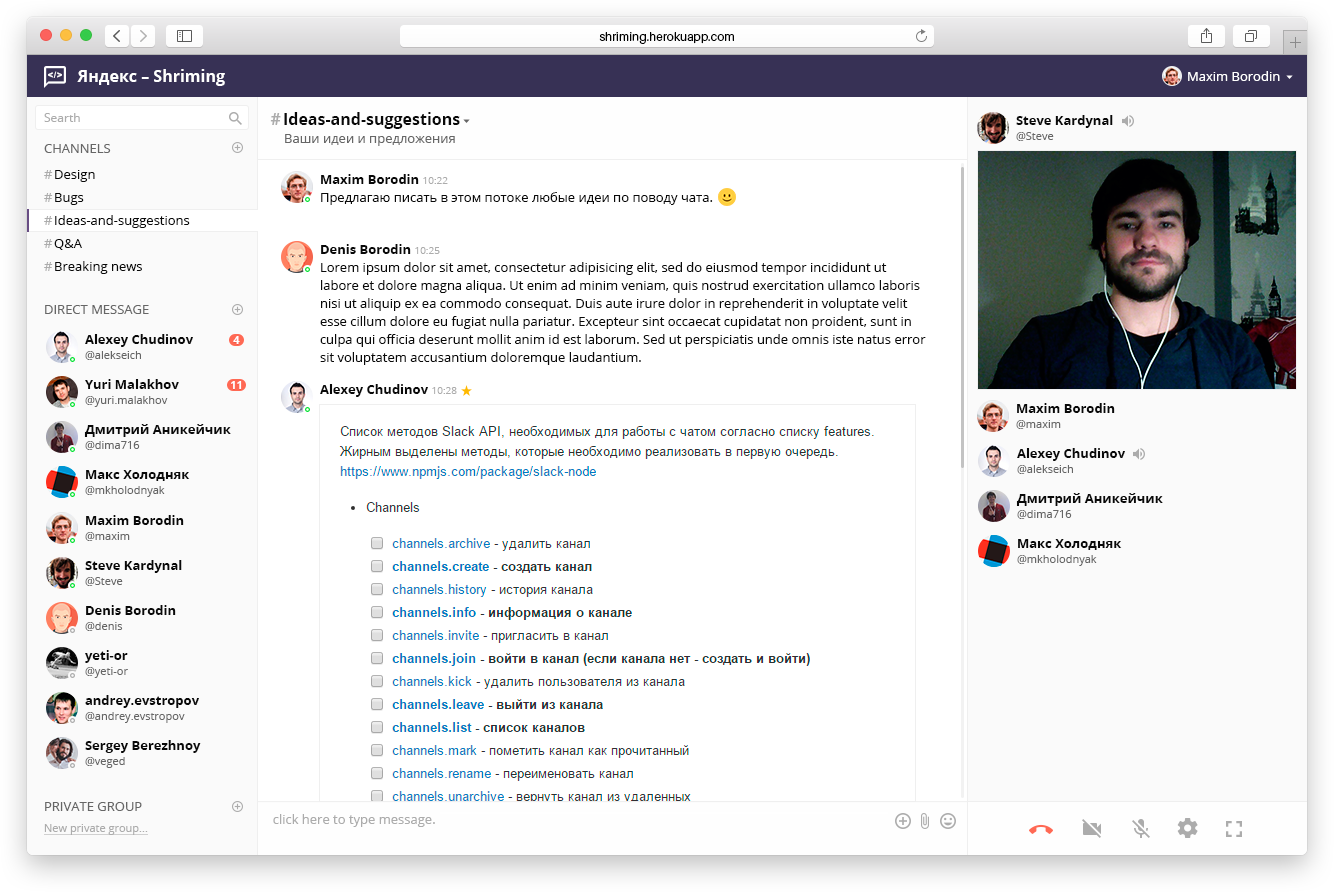 shriming.herokuapp.com
Яндекс – Shriming
Maxim Borodin
Search
CHANNELS
#Design
#Bugs
#Ideas-and-suggestions
#Q&A
#Breaking news
DIRECT MESSAGE
Alexey Chudinov 4
@alekseich
Yuri Malakhov 11
@yuri.malakhov
Дмитрий Аникейчик
@dima716
Макс Холодняк
@mkholodnyak
Maxim Borodin
@maxim
Steve Kardynal
@Steve
Denis Borodin
@denis
yeti-or
@yeti-or
andrey.evstropov
@andrey.evstropov
Sergey Berezhnoy
@veged
PRIVATE GROUP
New private group...
#Ideas-and-suggestions
Ваши идеи и предложения
Maxim Borodin 10:22
Предлагаю писать в этом потоке любые идеи по поводу чата. 🙂
Denis Borodin 10:25
Lorem ipsum dolor sit amet, consectetur adipisicing elit, sed do eiusmod tempor incididunt ut
labore et dolore magna aliqua. Ut enim ad minim veniam, quis nostrud exercitation ullamco laboris
nisi ut aliquip ex ea commodo consequat. Duis aute irure dolor in reprehenderit in voluptate velit
esse cillum dolore eu fugiat nulla pariatur. Excepteur sint occaecat cupidatat non proident, sunt in
culpa qui officia deserunt mollit anim id est laborum. Sed ut perspiciatis unde omnis iste natus error
sit voluptatem accusantium doloremque laudantium.
Alexey Chudinov 10:28
Список методов Slack API, необходимых для работы с чатом согласно списку features.
Жирным выделены методы, которые необходимо реализовать в первую очередь.
https://www.npmjs.com/package/slack-node
• Channels
channels.archive - удалить канал
channels.create - создать канал
channels.history - история канала
channels.info - информация о канале
channels.invite - пригласить в канал
channels.join - войти в канал (если канала нет - создать и войти)
channels.kick - удалить пользователя из канала
channels.leave - выйти из канала
channels.list - список каналов
channels.mark - пометить канал как прочитанный
channels.rename - переименовать канал
channels.unarchive - вернуть канал из удаленных
click here to type message.
Steve Kardynal
@Steve
Maxim Borodin
@maxim
Alexey Chudinov
@alekseich
Дмитрий Аникейчик
@dima716
Макс Холодняк
@mkholodnyak